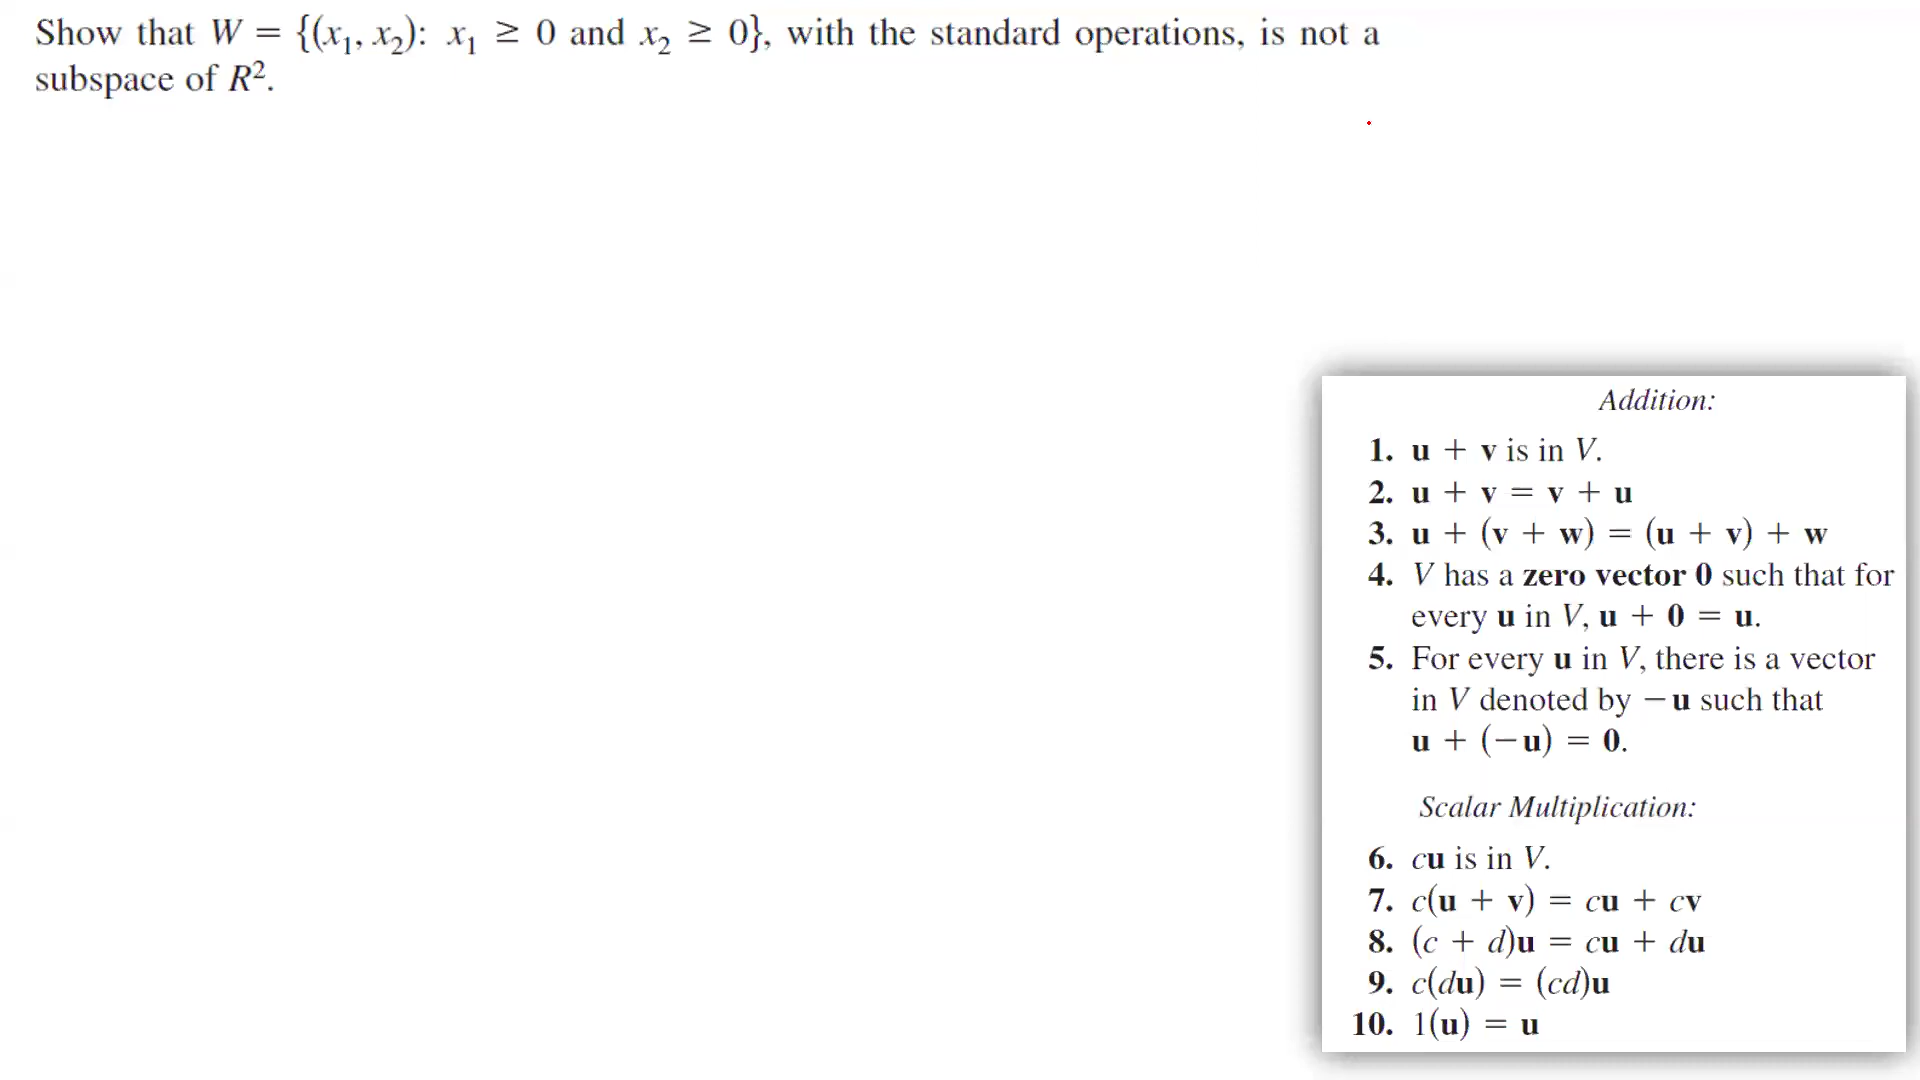 Show that W = {(x₁, x₂): x₁ ≥ 0 and x₂ ≥ 0}, with the standard operations, is not a
subspace of R².
Addition:
1. u + v is in V.
2. u + v = v + u
3. u + (v + w) = (u + v) + w
4. V has a zero vector 0 such that for
every u in V, u + 0 = u.
5. For every u in V, there is a vector
in V denoted by −u such that
u + (−u) = 0.
Scalar Multiplication:
6. cu is in V.
7. c(u + v) = cu + cv
8. (c + d)u = cu + du
9. c(du) = (cd)u
10. 1(u) = u